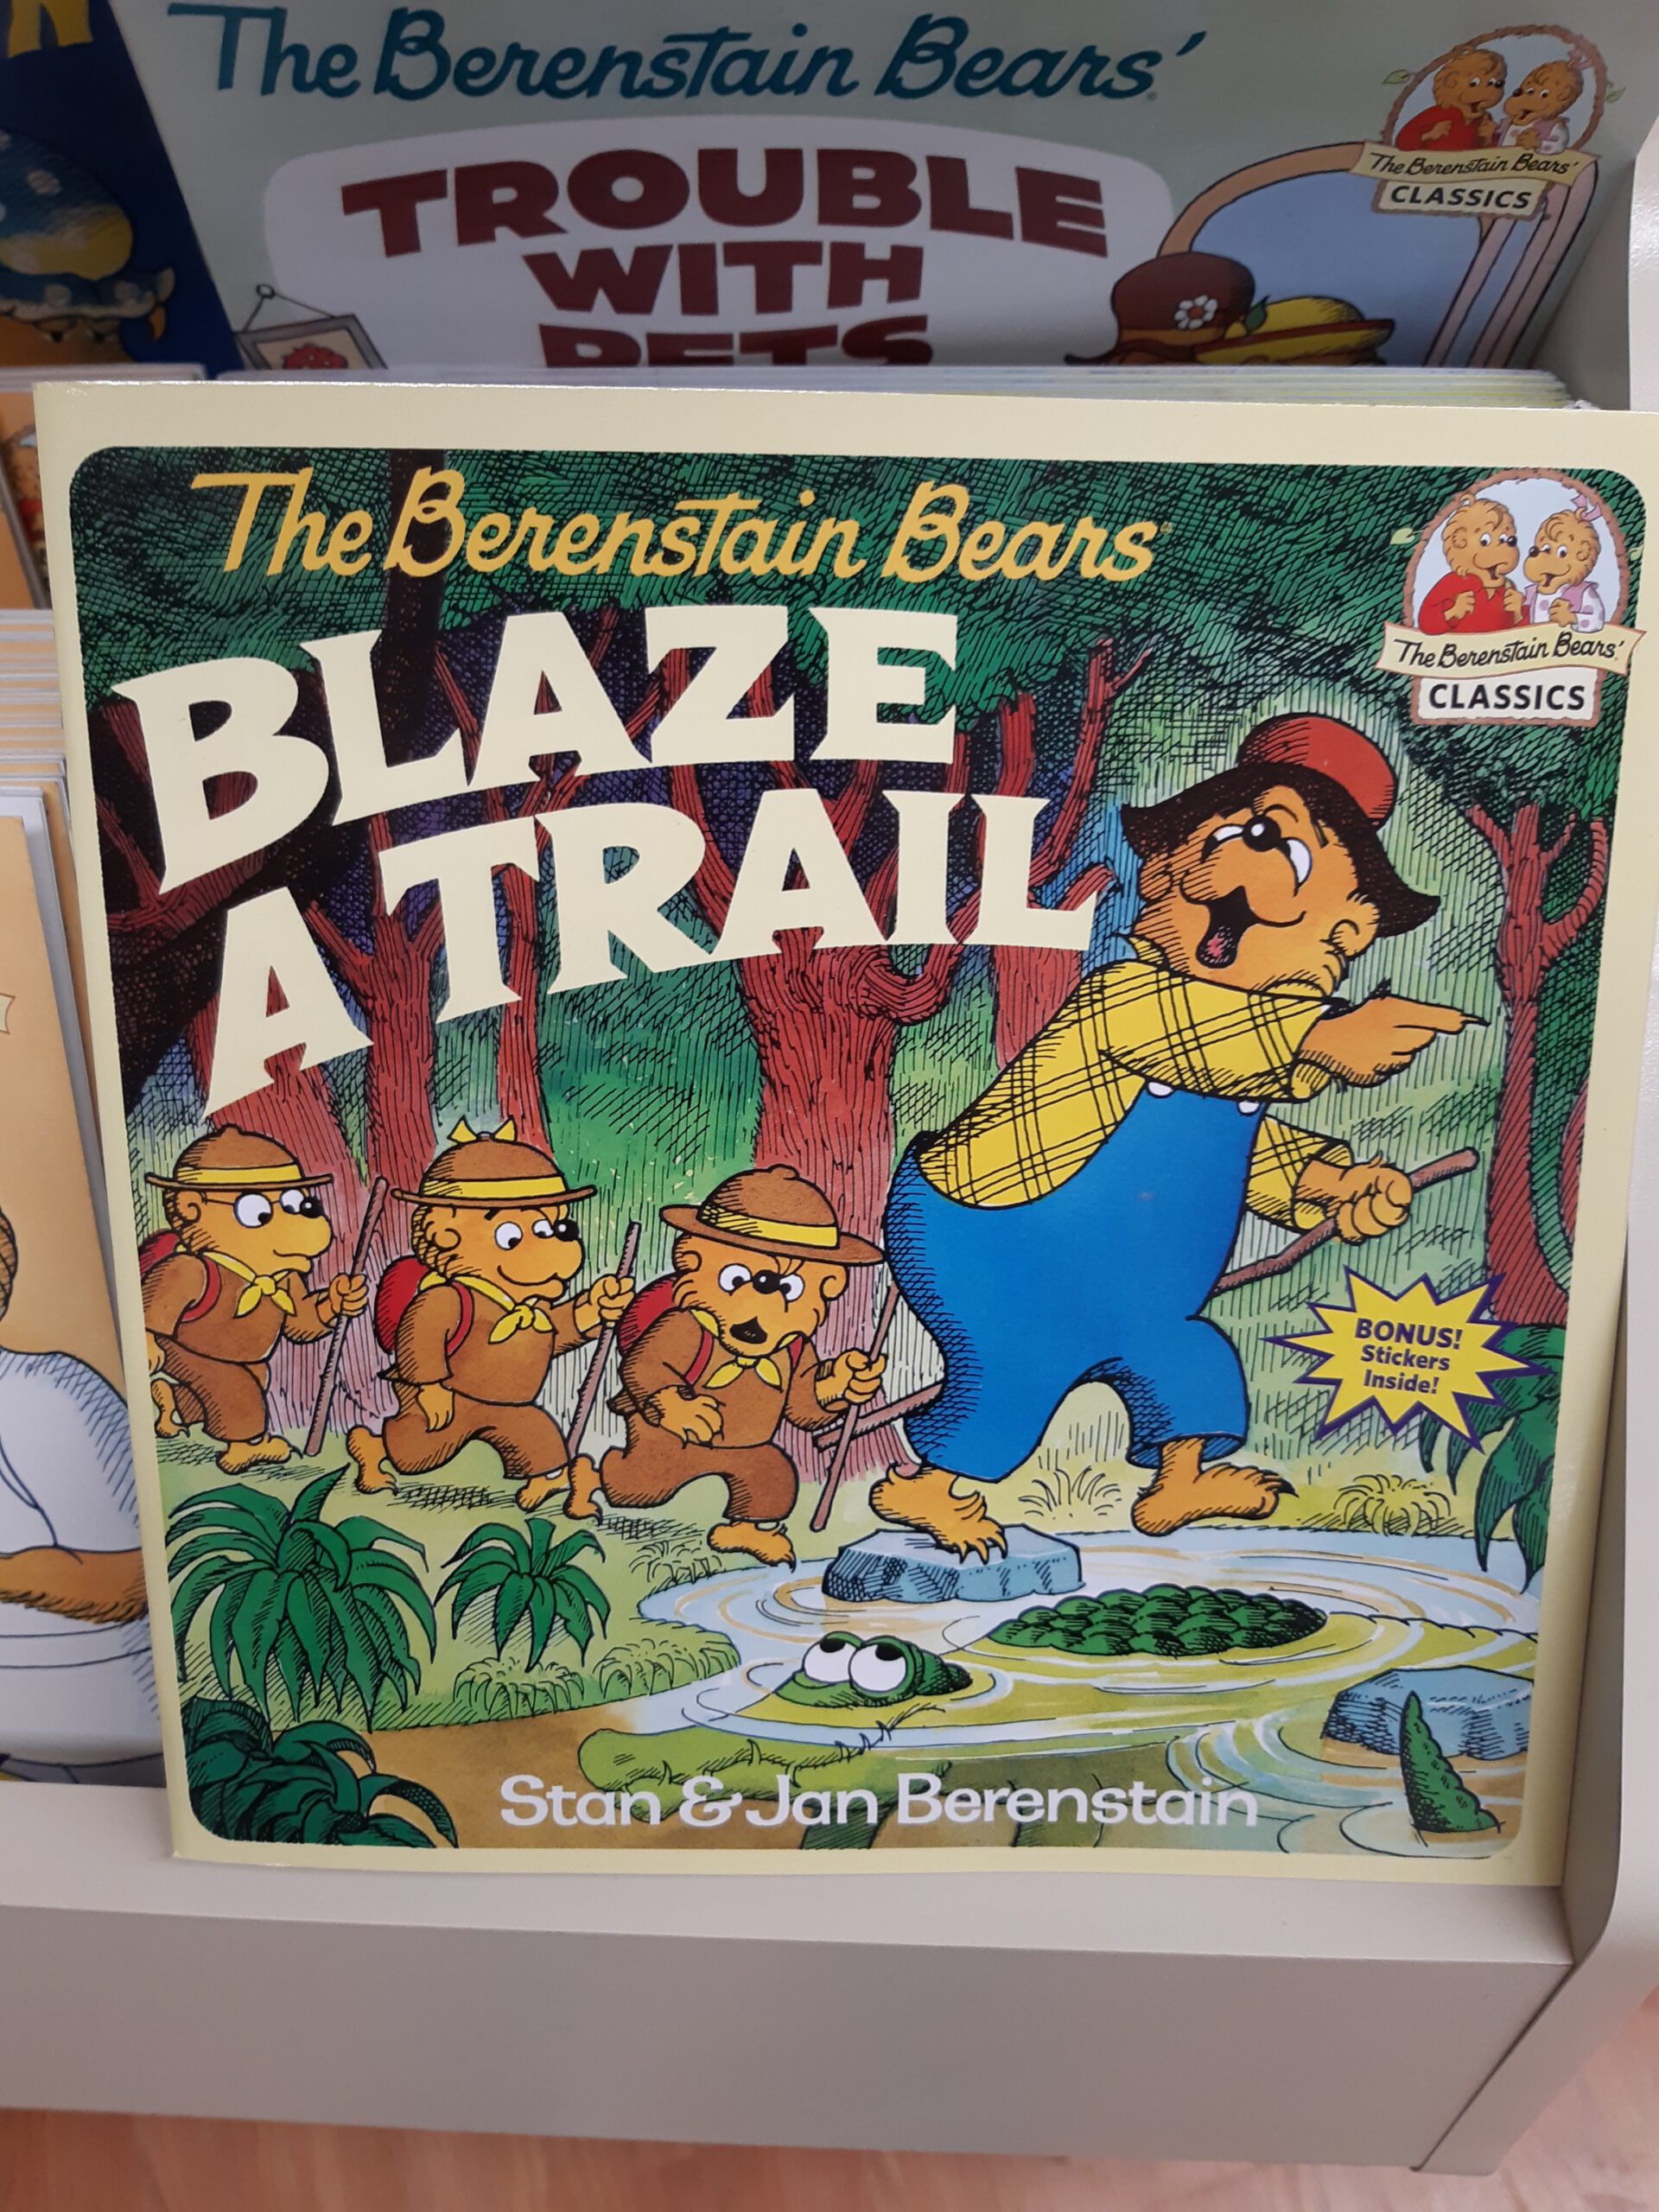 The Berenstain Bears'
TROUBLE
WITH
PETS
The Berenstain Bears'
CLASSICS
The Berenstain Bears
BLAZE
A TRAIL
The Berenstain Bears'
CLASSICS
BONUS!
Stickers
Inside!
Stan & Jan Berenstain